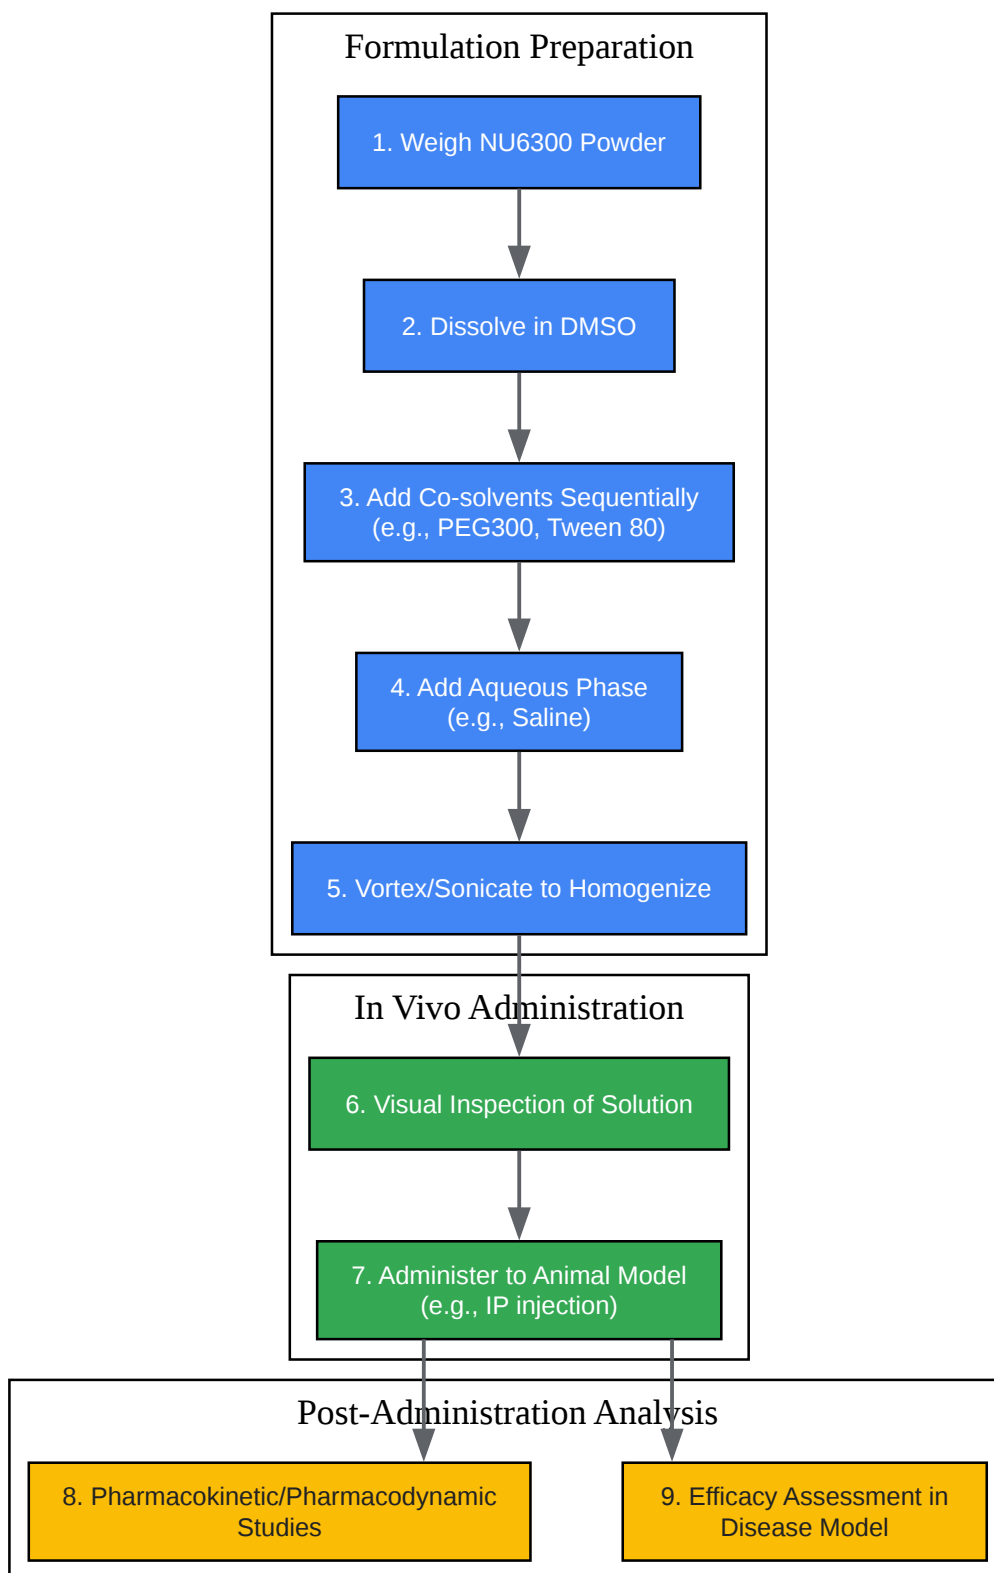 Formulation Preparation
1. Weigh NU6300 Powder
2. Dissolve in DMSO
3. Add Co-solvents Sequentially
(e.g., PEG300, Tween 80)
4. Add Aqueous Phase
(e.g., Saline)
5. Vortex/Sonicate to Homogenize
In Vivo Administration
6. Visual Inspection of Solution
7. Administer to Animal Model
(e.g., IP injection)
Post-Administration Analysis
8. Pharmacokinetic/Pharmacodynamic
Studies
9. Efficacy Assessment in
Disease Model